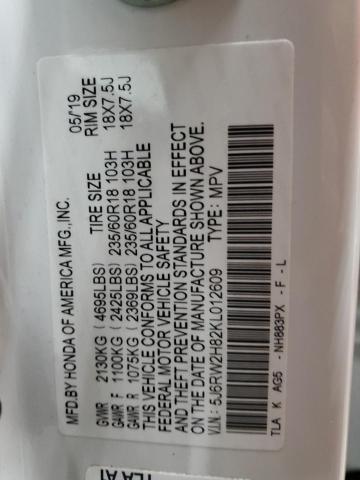 MFD.BY HONDA OF AMERICA MFG.,INC. 05/19
TIRE SIZE RIM SIZE
GVWR 2130KG ( 4695LBS)
GAWR F 1100KG ( 2425LBS) 235/60R18 103H 18X7.5J
GAWR R 1075KG ( 2369LBS) 235/60R18 103H 18X7.5J
THIS VEHICLE CONFORMS TO ALL APPLICABLE
FEDERAL MOTOR VEHICLE SAFETY
AND THEFT PREVENTION STANDARDS IN EFFECT
ON THE DATE OF MANUFACTURE SHOWN ABOVE.
V.I.N.: 5J6RW2H82KL012609 TYPE: MPV
TLA K AG5 - NH883PX - F - L